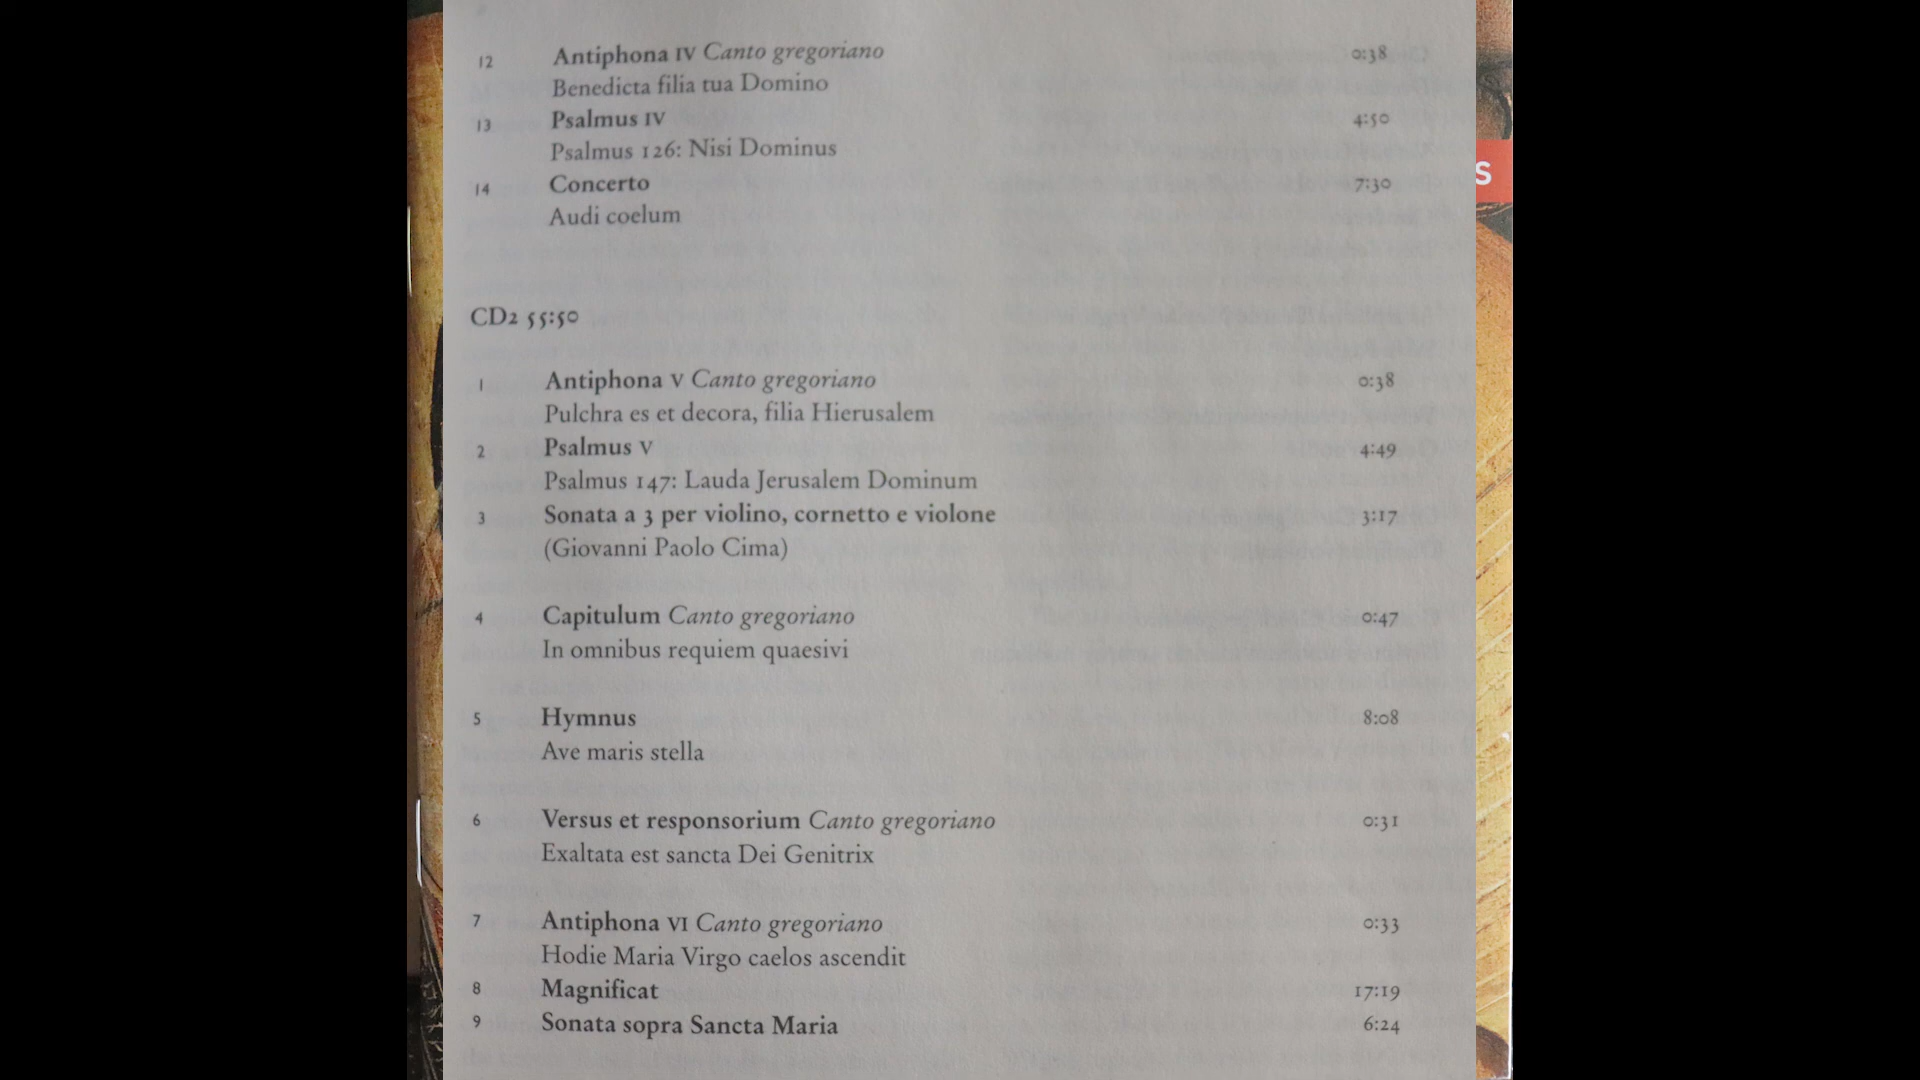 12 Antiphona IV Canto gregoriano 0:38
Benedicta filia tua Domino
13 Psalmus IV 4:50
Psalmus 126: Nisi Dominus
14 Concerto 7:30
Audi coelum
CD2 55:50
1 Antiphona V Canto gregoriano 0:38
Pulchra es et decora, filia Hierusalem
2 Psalmus V 4:49
Psalmus 147: Lauda Jerusalem Dominum
3 Sonata a 3 per violino, cornetto e violone 3:17
(Giovanni Paolo Cima)
4 Capitulum Canto gregoriano 0:47
In omnibus requiem quaesivi
5 Hymnus 8:08
Ave maris stella
6 Versus et responsorium Canto gregoriano 0:31
Exaltata est sancta Dei Genitrix
7 Antiphona VI Canto gregoriano 0:33
Hodie Maria Virgo caelos ascendit
8 Magnificat 17:19
9 Sonata sopra Sancta Maria 6:24
S